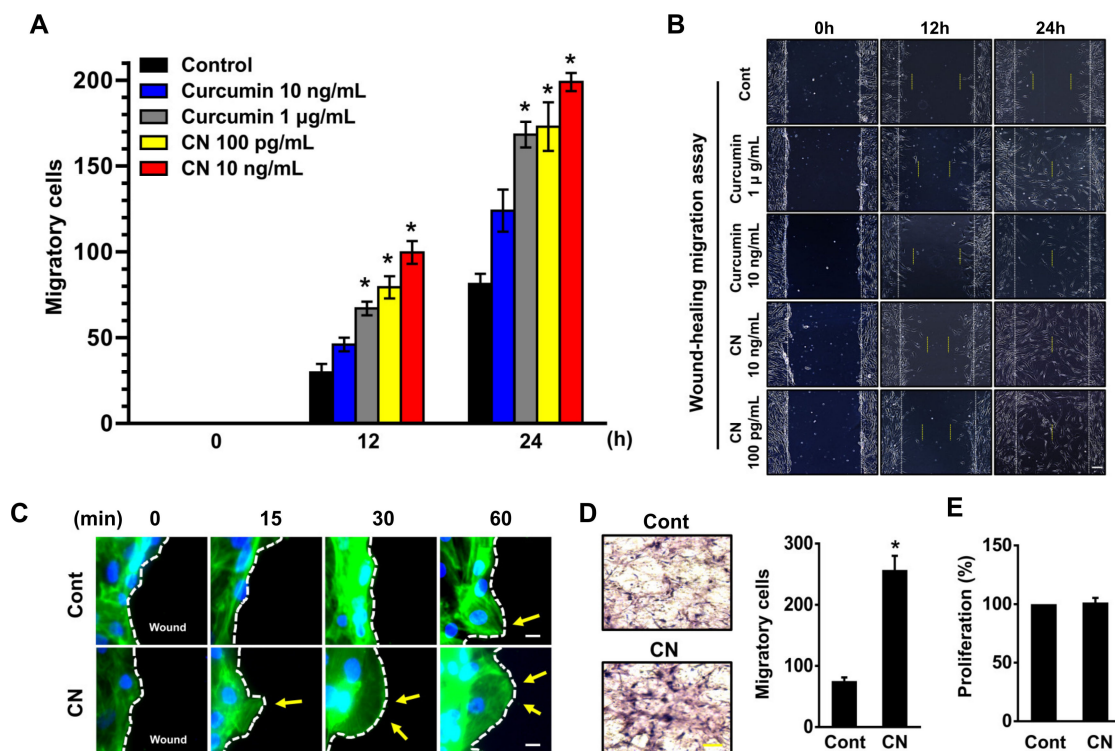 A
Control
Curcumin 10 ng/mL
Curcumin 1 μg/mL
CN 100 pg/mL
CN 10 ng/mL
Migratory cells
200
150
100
50
0
* * *
* * *
0 12 24 (h)
B
0h 12h 24h
Wound-healing migration assay
Cont
Curcumin
1 μ g/mL
Curcumin
10 ng/mL
CN
10 ng/mL
CN
100 pg/mL
C
(min) 0 15 30 60
Cont
Wound
CN
Wound
D
Cont
CN
Migratory cells
300
225
150
75
0
*
Cont CN
E
Proliferation (%)
150
100
50
0
Cont CN